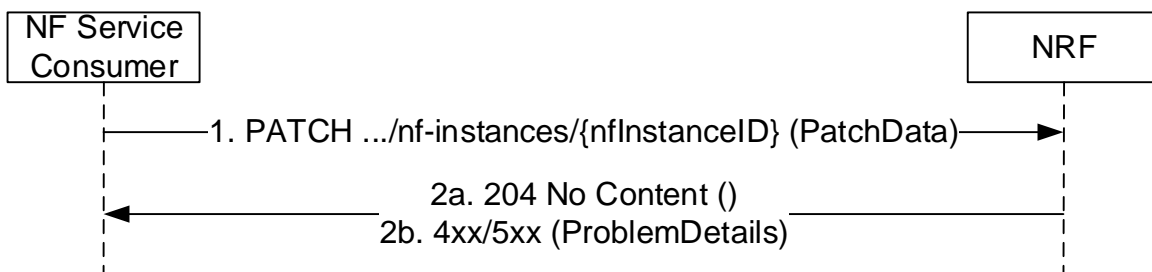 NF Service
Consumer
NRF
1. PATCH .../nf-instances/{nfInstanceID} (PatchData)
2a. 204 No Content ()
2b. 4xx/5xx (ProblemDetails)